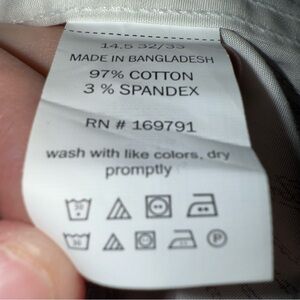 14.5 32/33
MADE IN BANGLADESH
97% COTTON
3 % SPANDEX
RN # 169791
wash with like colors, dry
promptly